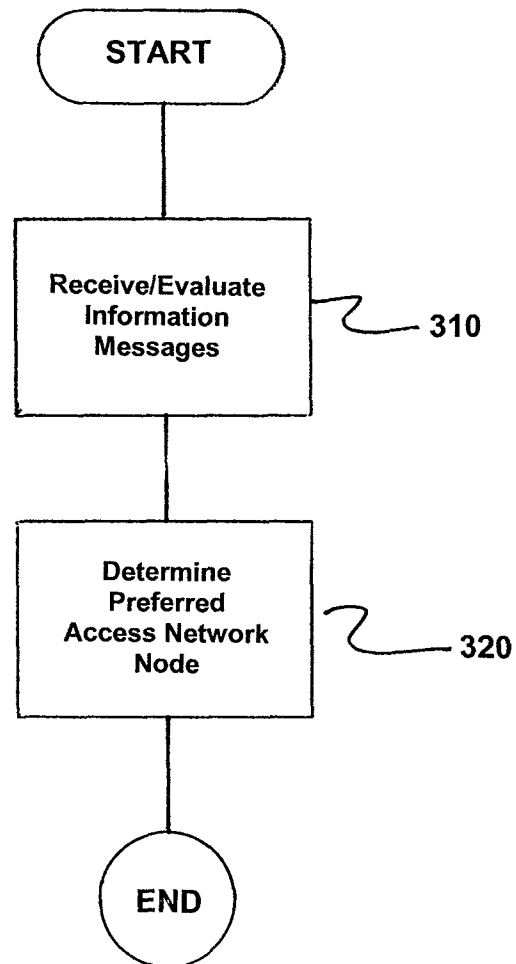 START
Receive/Evaluate
Information
Messages
310
Determine
Preferred
Access Network
Node
320
END